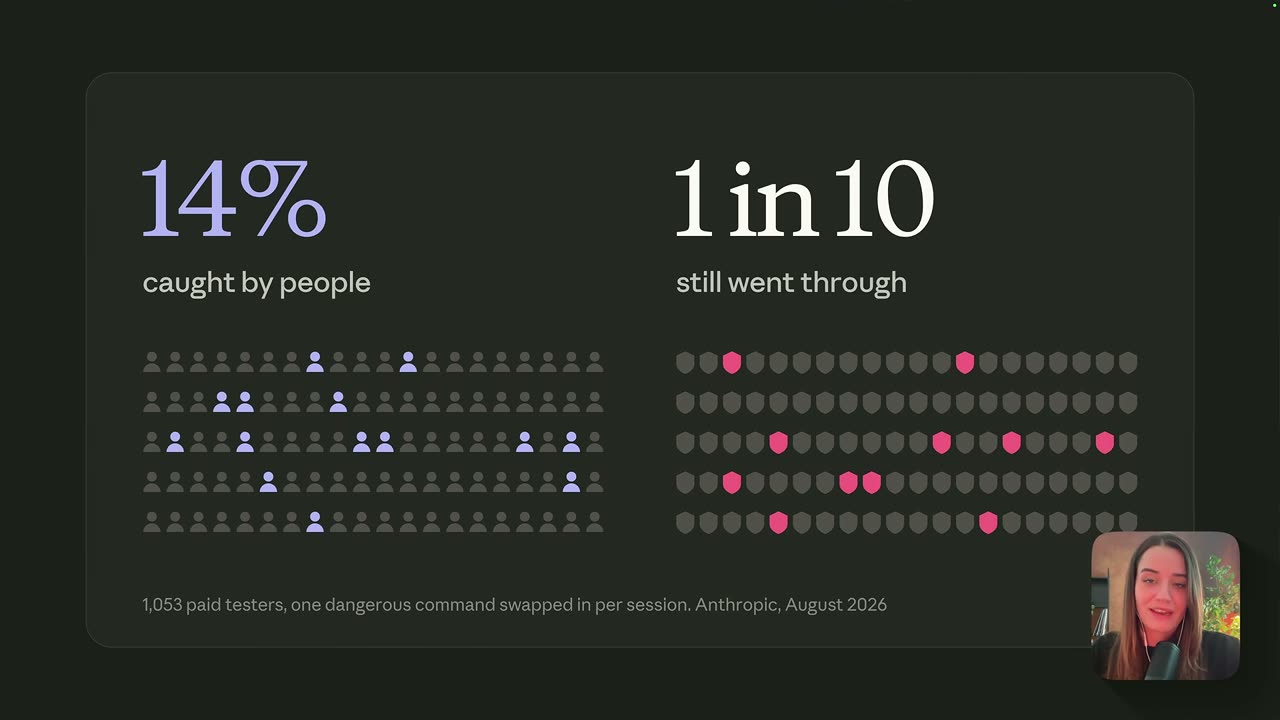 14%
caught by people
1 in 10
still went through
1,053 paid testers, one dangerous command swapped in per session. Anthropic, August 2026